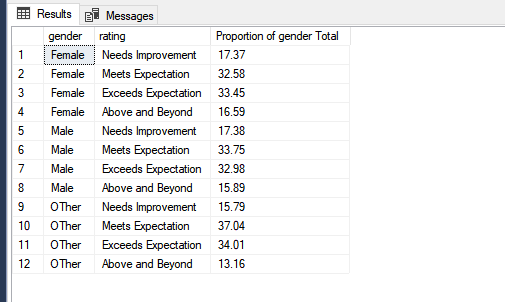 Results Messages
gender rating Proportion of gender Total
1 Female Needs Improvement 17.37
2 Female Meets Expectation 32.58
3 Female Exceeds Expectation 33.45
4 Female Above and Beyond 16.59
5 Male Needs Improvement 17.38
6 Male Meets Expectation 33.75
7 Male Exceeds Expectation 32.98
8 Male Above and Beyond 15.89
9 OTher Needs Improvement 15.79
10 OTher Meets Expectation 37.04
11 OTher Exceeds Expectation 34.01
12 OTher Above and Beyond 13.16